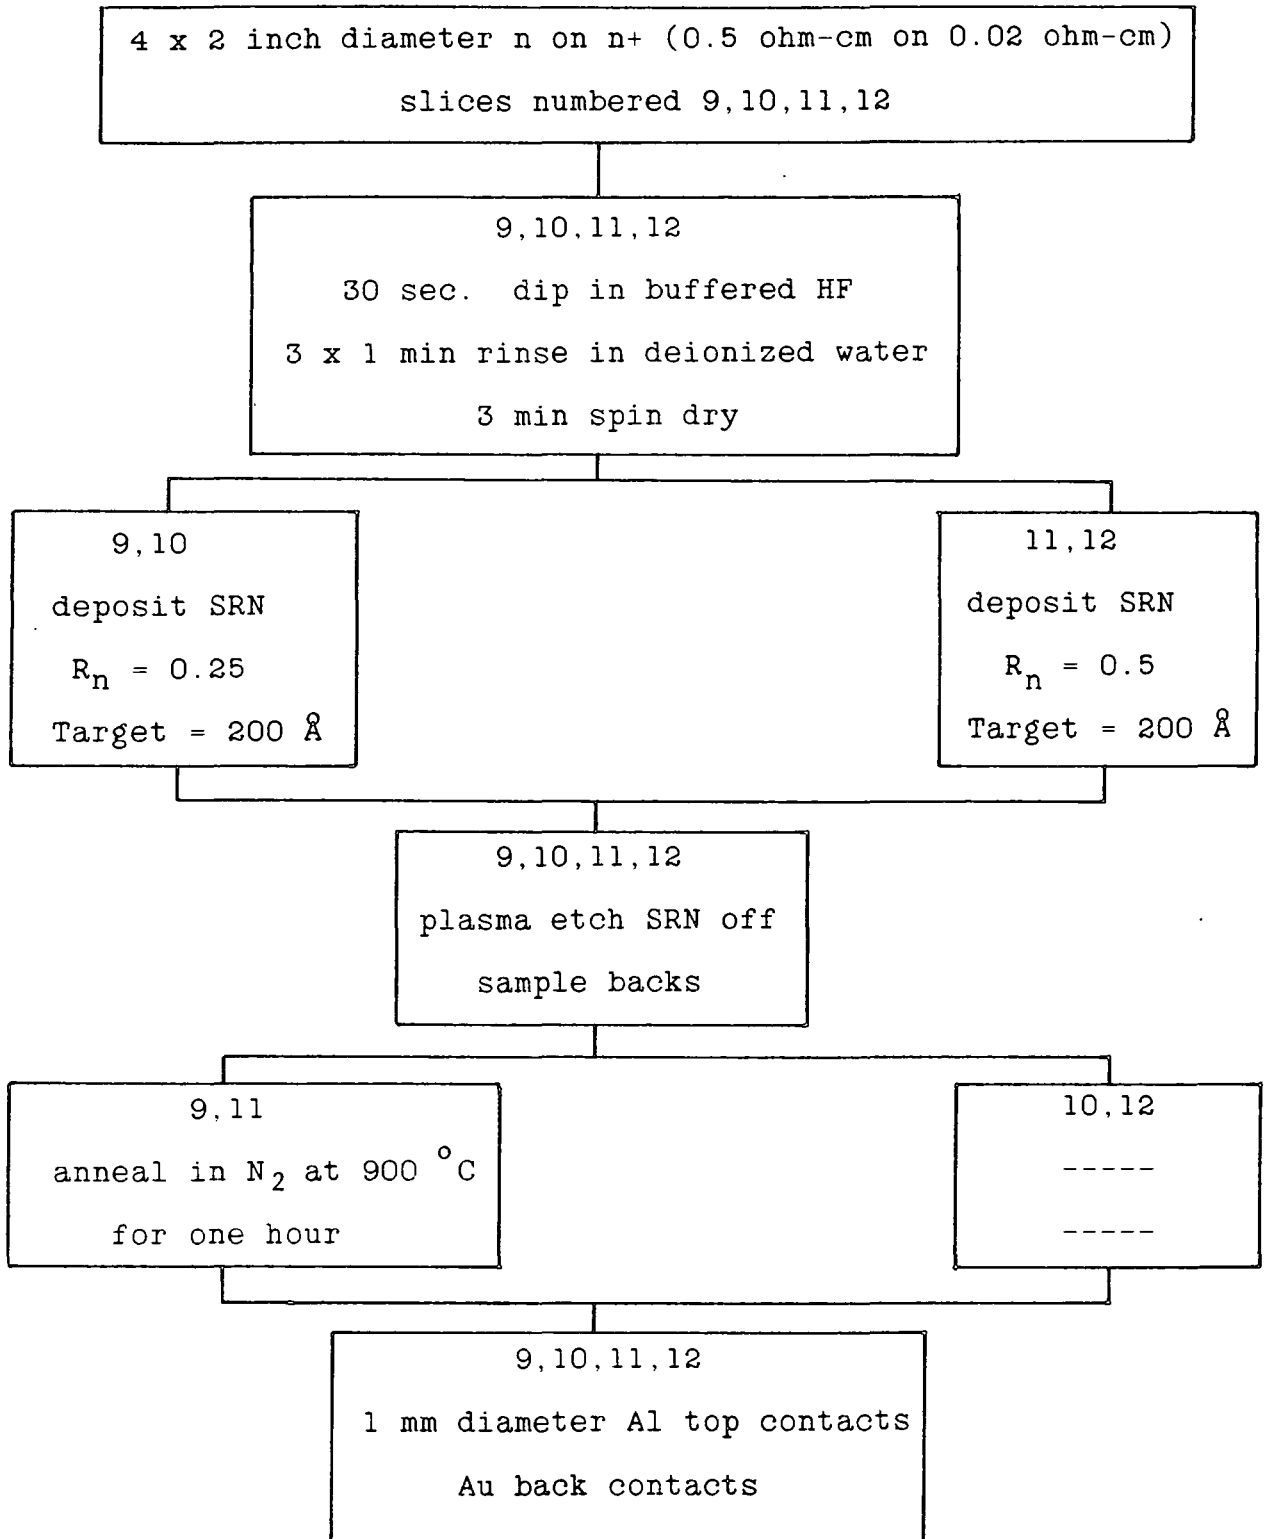 4 x 2 inch diameter n on n+ (0.5 ohm-cm on 0.02 ohm-cm)
slices numbered 9,10,11,12
9,10,11,12
30 sec. dip in buffered HF
3 x 1 min rinse in deionized water
3 min spin dry
9,10
deposit SRN
Rn = 0.25
Target = 200 Å
11,12
deposit SRN
Rn = 0.5
Target = 200 Å
9,10,11,12
plasma etch SRN off
sample backs
9,11
anneal in N2 at 900 °C
for one hour
10,12
-----
-----
9,10,11,12
1 mm diameter Al top contacts
Au back contacts